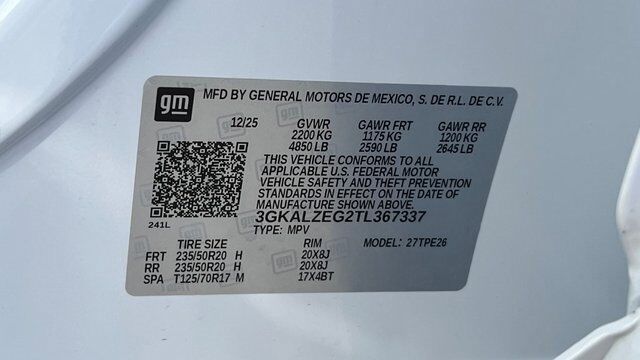 gm MFD BY GENERAL MOTORS DE MEXICO, S. DE R.L. DE C.V.
12/25 GVWR GAWR FRT GAWR RR
2200 KG 1175 KG 1200 KG
4850 LB 2590 LB 2645 LB
THIS VEHICLE CONFORMS TO ALL
APPLICABLE U.S. FEDERAL MOTOR
VEHICLE SAFETY AND THEFT PREVENTION
STANDARDS IN EFFECT ON THE DATE OF
MANUFACTURE SHOWN ABOVE.
241L 3GKALZEG2TL367337
TYPE: MPV MODEL: 27TPE26
TIRE SIZE RIM
FRT 235/50R20 H 20X8J
RR 235/50R20 H 20X8J
SPA T125/70R17 M 17X4BT